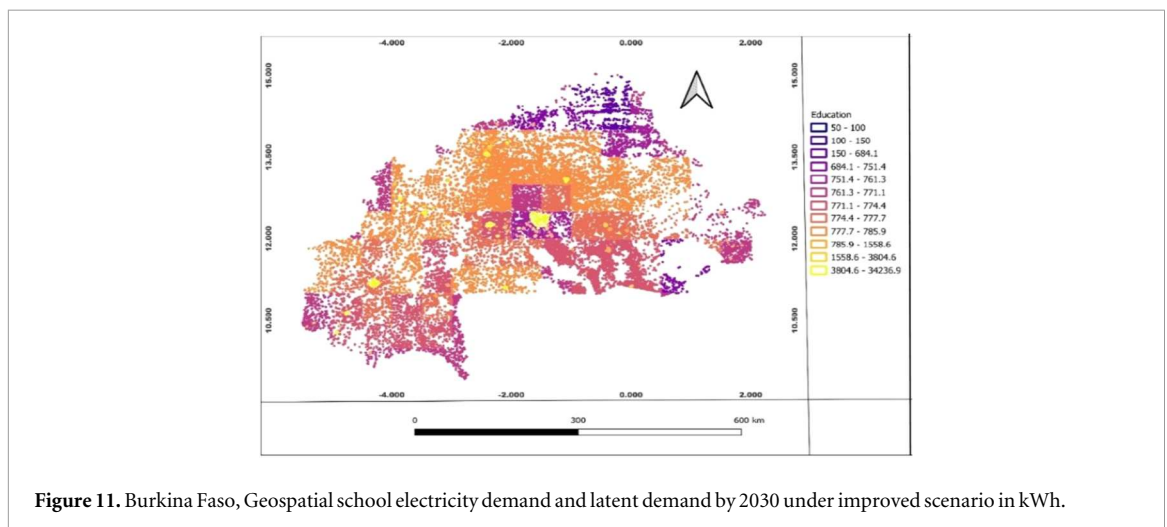 -4.000 -2.000 0.000 2.000
15.000 15.000
13.500 13.500
12.000 12.000
10.500 10.500
-4.000 -2.000 0.000 2.000
Education
50 - 100
100 - 150
150 - 684.1
684.1 - 751.4
751.4 - 761.3
761.3 - 771.1
771.1 - 774.4
774.4 - 777.7
777.7 - 785.9
785.9 - 1558.6
1558.6 - 3804.6
3804.6 - 34236.9
0 300 600 km
Figure 11. Burkina Faso, Geospatial school electricity demand and latent demand by 2030 under improved scenario in kWh.